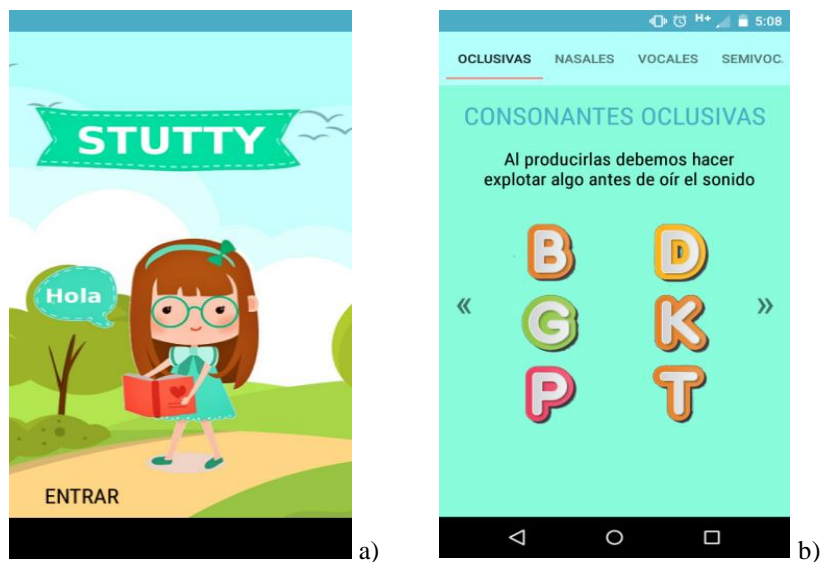 STUTTY
Hola
ENTRAR
a)
H+ 5:08
OCLUSIVAS NASALES VOCALES SEMIVOC.
CONSONANTES OCLUSIVAS
Al producirlas debemos hacer
explotar algo antes de oír el sonido
B D
« G K »
P T
b)